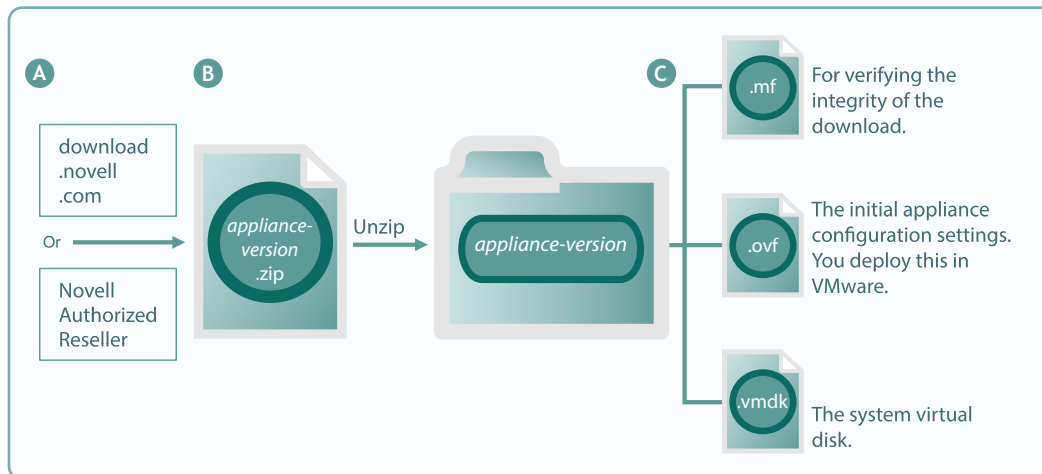 A
download
.novell
.com
Or
Novell
Authorized
Reseller
B
appliance-
version
.zip
Unzip
appliance-version
C
.mf
For verifying the
integrity of the
download.
.ovf
The initial appliance
configuration settings.
You deploy this in
VMware.
.vmdk
The system virtual
disk.